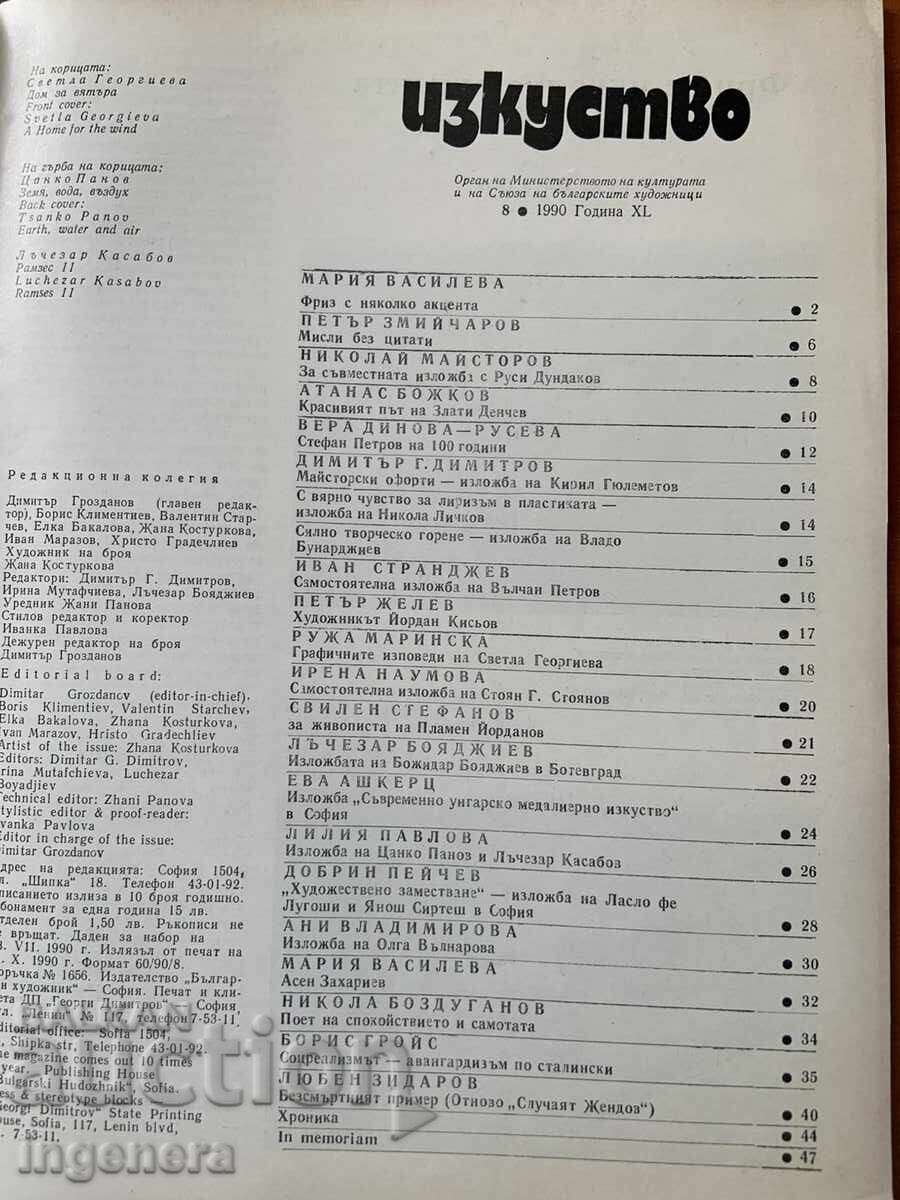 На корицата:
Светла Георгиева
Дом за вятъра
Front cover:
Svetla Georgieva
A Home for the wind
На гърба на корицата:
Цанко Панов
Земя, вода, въздух
Back cover:
Tsanko Panov
Earth, water and air
Лъчезар Касабов
Рамзес II
Luchezar Kasabov
Ramses II
Редакционна колегия
Димитър Грозданов (главен редак-
тор), Борис Климентиев, Валентин Стар-
чев, Елка Бакалова, Жана Костуркова,
Иван Маразов, Христо Градечлиев
Художник на броя
Жана Костуркова
Редактори: Димитър Г. Димитров,
Ирина Мутафчиева, Лъчезар Бояджиев
Уредник Жани Панова
Стилов редактор и коректор
Иванка Павлова
Дежурен редактор на броя
Димитър Грозданов
Editorial board:
Dimitar Grozdanov (editor-in-chief),
Boris Klimentiev, Valentin Starchev,
Elka Bakalova, Zhana Kosturkova,
Ivan Marazov, Hristo Gradechliev
Artist of the issue: Zhana Kosturkova
Editors: Dimitar G. Dimitrov,
rina Mutafchieva, Luchezar
Boyadjiev
Technical editor: Zhani Panova
tylistic editor & proof-reader:
vanka Pavlova
Editor in charge of the issue:
Dimitar Grozdanov
дрес на редакцията: София 1504,
л. „Шипка" 18. Телефон 43-01-92.
писанието излиза в 10 броя годишно.
бонамент за една година 15 лв.
тделен брой 1,50 лв. Ръкописи не
е връщат. Даден за набор на
3. VII. 1990 г. Излязъл от печат на
. X. 1990 г. Формат 60/90/8.
оръчка № 1656. Издателство „Българ-
и художник" — София. Печат и кли-
ета ДП „Георги Димитров" — София
л. „Ленин" № 117, телефон 7-53-11,
ditorial office: Sofia 1504,
, Shipka str, Telephone 43-01-92.
he magazine comes out 10 times
year. Publishing House
Bulgarski Hudozhnik", Sofia.
ess & stereotype blocks
Georgi Dimitrov" State Printing
ouse, Sofia, 117, Lenin blvd,
. 7-53-11.
изкуство
Орган на Министерството на културата
и на Съюза на българските художници
8 ● 1990 Година XL
МАРИЯ ВАСИЛЕВА
Фриз с няколко акцента ● 2
ПЕТЪР ЗМИЙЧАРОВ
Мисли без цитати ● 6
НИКОЛАЙ МАЙСТОРОВ
За съвместната изложба с Руси Дундаков ● 8
АТАНАС БОЖКОВ
Красивият път на Злати Денчев ● 10
ВЕРА ДИНОВА—РУСЕВА
Стефан Петров на 100 години ● 12
ДИМИТЪР Г. ДИМИТРОВ
Майсторски офорти — изложба на Кирил Гюлеметов ● 14
С вярно чувство за лиризъм в пластиката —
изложба на Никола Личков ● 14
Силно творческо горене — изложба на Владо
Бунарджиев ● 15
ИВАН СТРАНДЖЕВ
Самостоятелна изложба на Вълчан Петров ● 16
ПЕТЪР ЖЕЛЕВ
Художникът Йордан Кисьов ● 17
РУЖА МАРИНСКА
Графичните изповеди на Светла Георгиева ● 18
ИРЕНА НАУМОВА
Самостоятелна изложба на Стоян Г. Стоянов ● 20
СВИЛЕН СТЕФАНОВ
за живописта на Пламен Йорданов ● 21
ЛЪЧЕЗАР БОЯДЖИЕВ
Изложбата на Божидар Бояджиев в Ботевград ● 22
ЕВА АШКЕРЦ
Изложба „Съвременно унгарско медалиерно изкуство"
в София ● 24
ЛИЛИЯ ПАВЛОВА
Изложба на Цанко Паноз и Лъчезар Касабоз ● 26
ДОБРИН ПЕЙЧЕВ
„Художествено заместване" — изложба на Ласло фе
Лугоши и Янош Сиртеш в София ● 28
АНИ ВЛАДИМИРОВА
Изложба на Олга Вълнарова ● 30
МАРИЯ ВАСИЛЕВА
Асен Захариев ● 32
НИКОЛА БОЗДУГАНОВ
Поет на спокойствието и самотата ● 34
БОРИС ГРОЙС
Соцреализмът — авангардизъм по сталински ● 35
ЛЮБЕН ЗИДАРОВ
Безсмъртният пример (Отново „Случаят Жендов") ● 40
Хроника ● 44
In memoriam ● 47
auction
ingenera